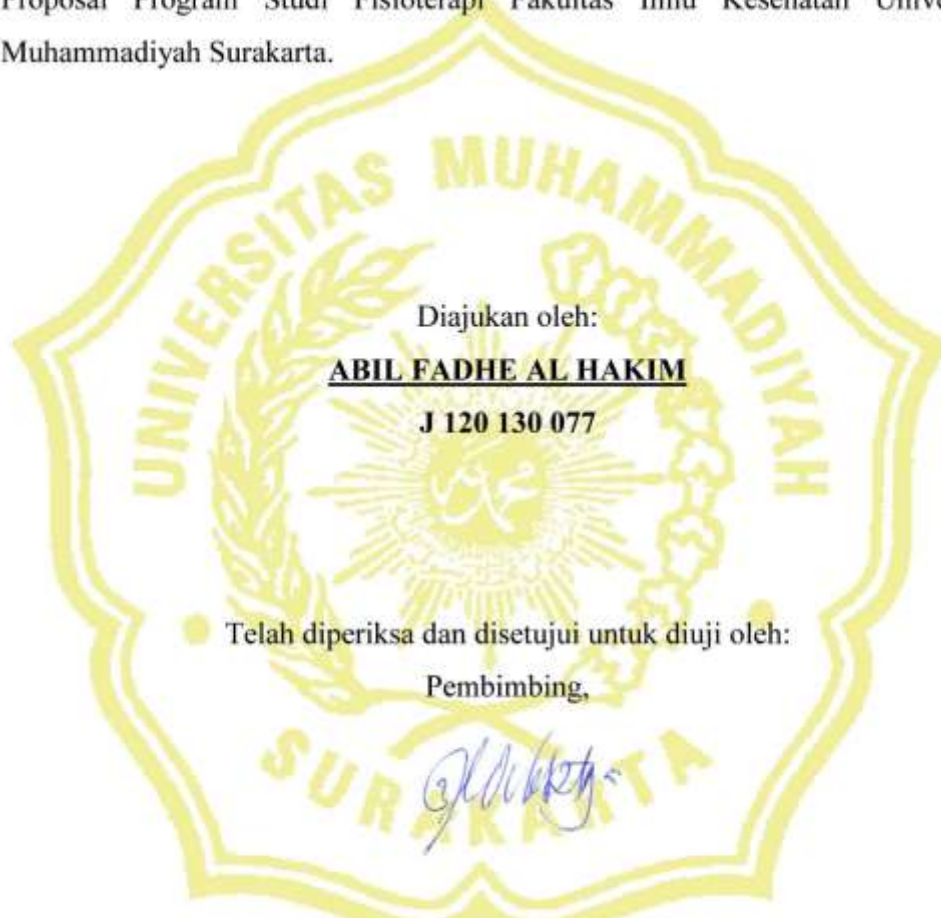 Proposal Program Studi Fisioterapi Fakultas Ilmu Kesehatan
Muhammadiyah Surakarta.
UNIVERSITAS MUHAMMADIYAH
Diajukan oleh:
ABIL FADHE AL HAKIM
J 120 130 077
Telah diperiksa dan disetujui untuk diuji oleh:
Pembimbing,
SURAKARTA